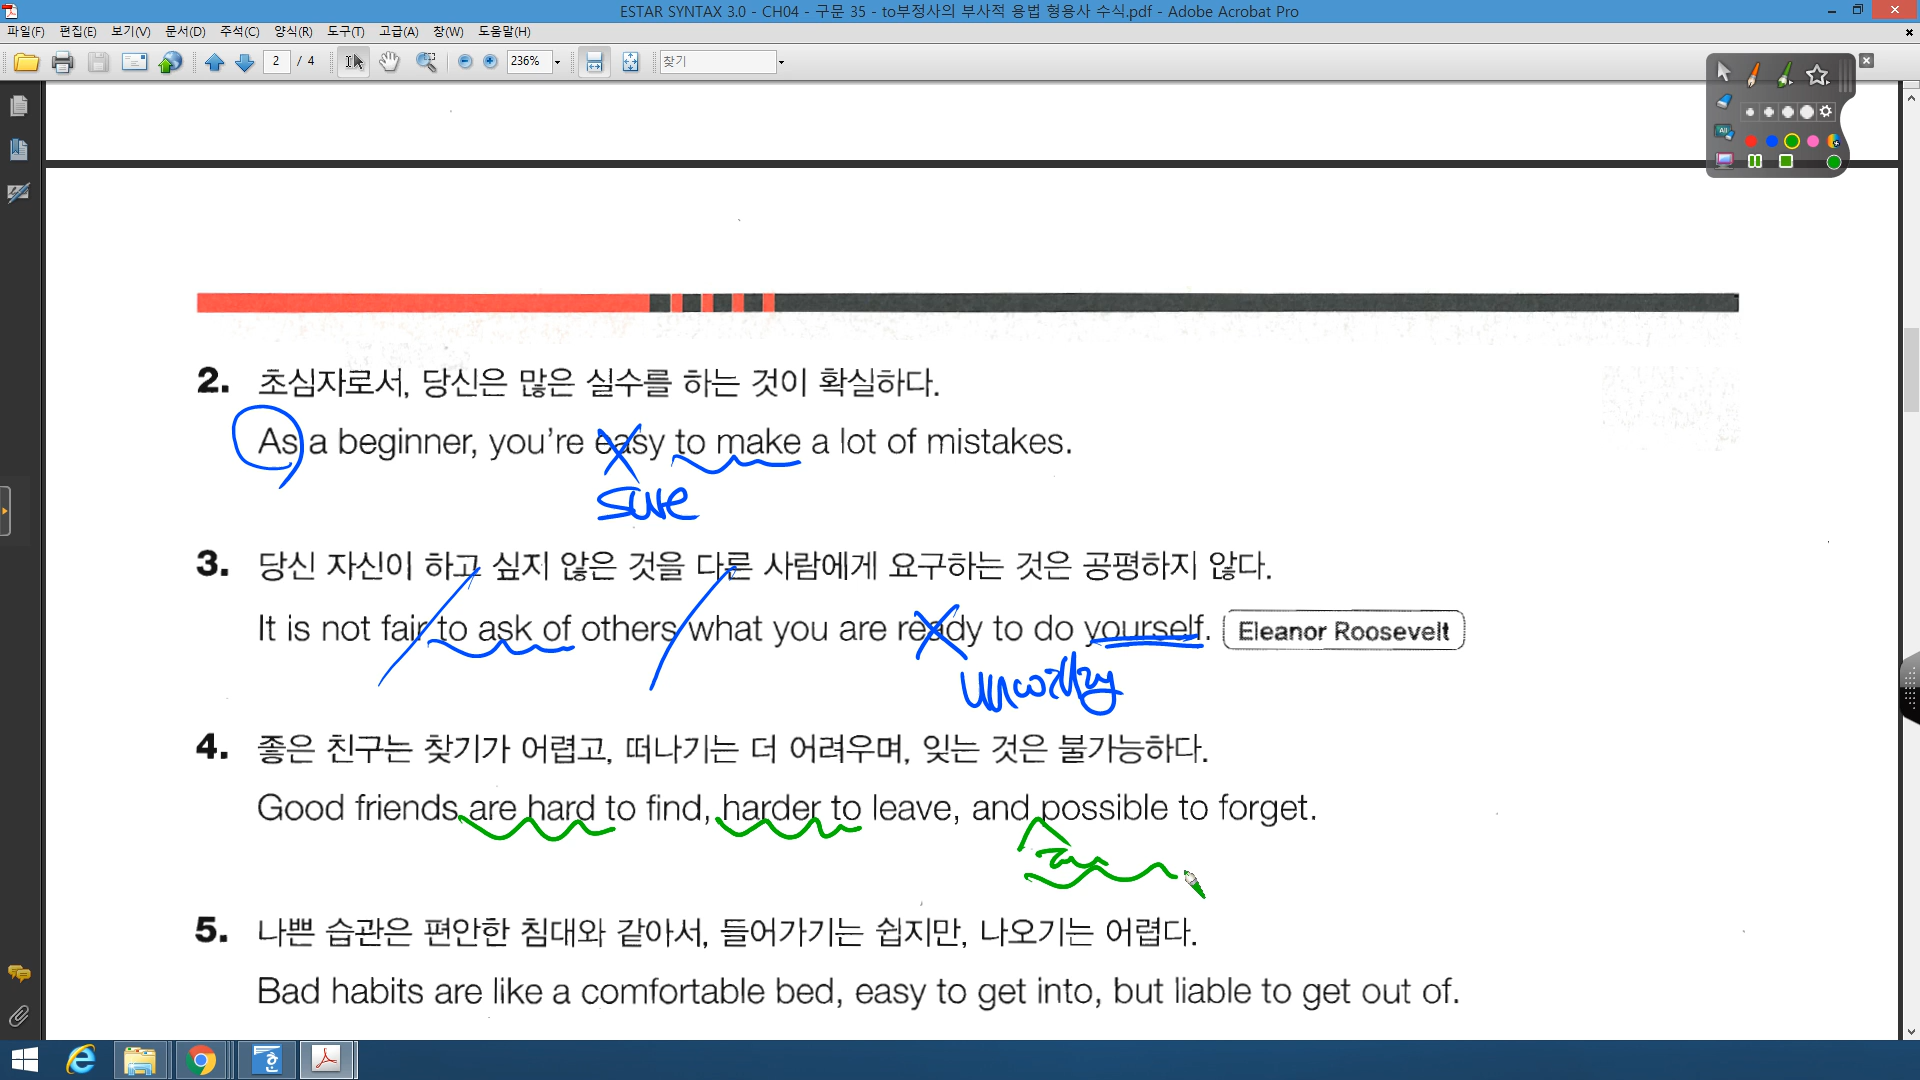 ESTAR SYNTAX 3.0 - CH04 - 구문 35 - to부정사의 부사적 용법 형용사 수식.pdf - Adobe Acrobat Pro
파일(F) 편집(E) 보기(V) 문서(D) 주석(C) 양식(R) 도구(T) 고급(A) 창(W) 도움말(H)
2 / 4 236% 찾기
2. 초심자로서, 당신은 많은 실수를 하는 것이 확실하다.
As a beginner, you're easy to make a lot of mistakes.
sure
3. 당신 자신이 하고 싶지 않은 것을 다른 사람에게 요구하는 것은 공평하지 않다.
It is not fair to ask of others what you are ready to do yourself. Eleanor Roosevelt
4. 좋은 친구는 찾기가 어렵고, 떠나기는 더 어려우며, 잊는 것은 불가능하다.
Good friends are hard to find, harder to leave, and possible to forget.
5. 나쁜 습관은 편안한 침대와 같아서, 들어가기는 쉽지만, 나오기는 어렵다.
Bad habits are like a comfortable bed, easy to get into, but liable to get out of.